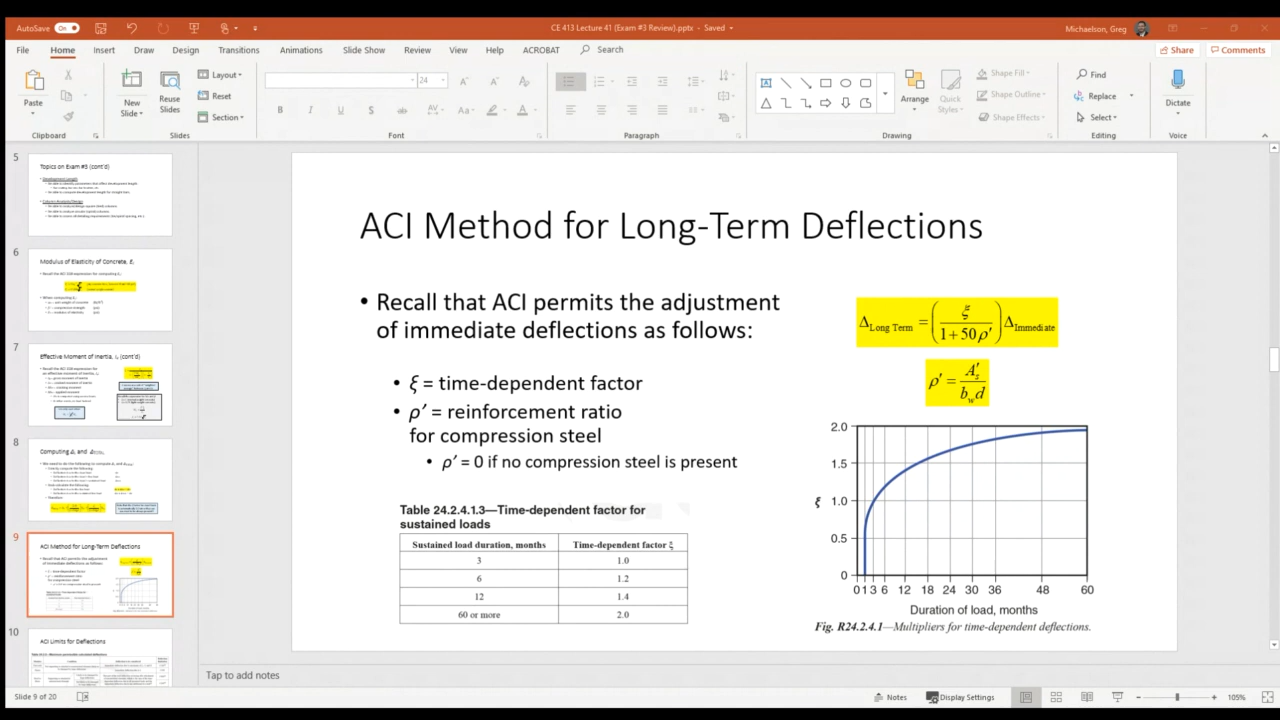 AutoSave On
CE 413 Lecture 41 (Exam #3 Review).pptx - Saved
Michaelson, Greg
File Home Insert Draw Design Transitions Animations Slide Show Review View Help ACROBAT Search
Share Comments
Paste
Clipboard
New Slide
Reuse Slides
Layout
Reset
Section
Slides
24
B I U S ab AV Aa A
Font
Paragraph
Arrange
Quick Styles
Shape Fill
Shape Outline
Shape Effects
Drawing
Find
Replace
Select
Editing
Dictate
Voice
5
Topics on Exam #3 (cont'd)
6
Modulus of Elasticity of Concrete, Ec
7
Effective Moment of Inertia, Ie (cont'd)
8
9
ACI Method for Long-Term Deflections
10
ACI Limits for Deflections
ACI Method for Long-Term Deflections
• Recall that ACI permits the adjustment
of immediate deflections as follows:
• ξ = time-dependent factor
• ρ′ = reinforcement ratio
for compression steel
• ρ′ = 0 if no compression steel is present
Δ Long Term = (ξ / (1+50ρ′)) Δ Immediate
ρ′ = A′s / bwd
Table 24.2.4.1.3—Time-dependent factor for
sustained loads
Sustained load duration, months Time-dependent factor ξ
3 1.0
6 1.2
12 1.4
60 or more 2.0
2.0
1.5
ξ 1.0
0.5
0
0 1 3 6 12 18 24 30 36 48 60
Duration of load, months
Fig. R24.2.4.1—Multipliers for time-dependent deflections.
Tap to add notes
Slide 9 of 20
Notes Display Settings 105%